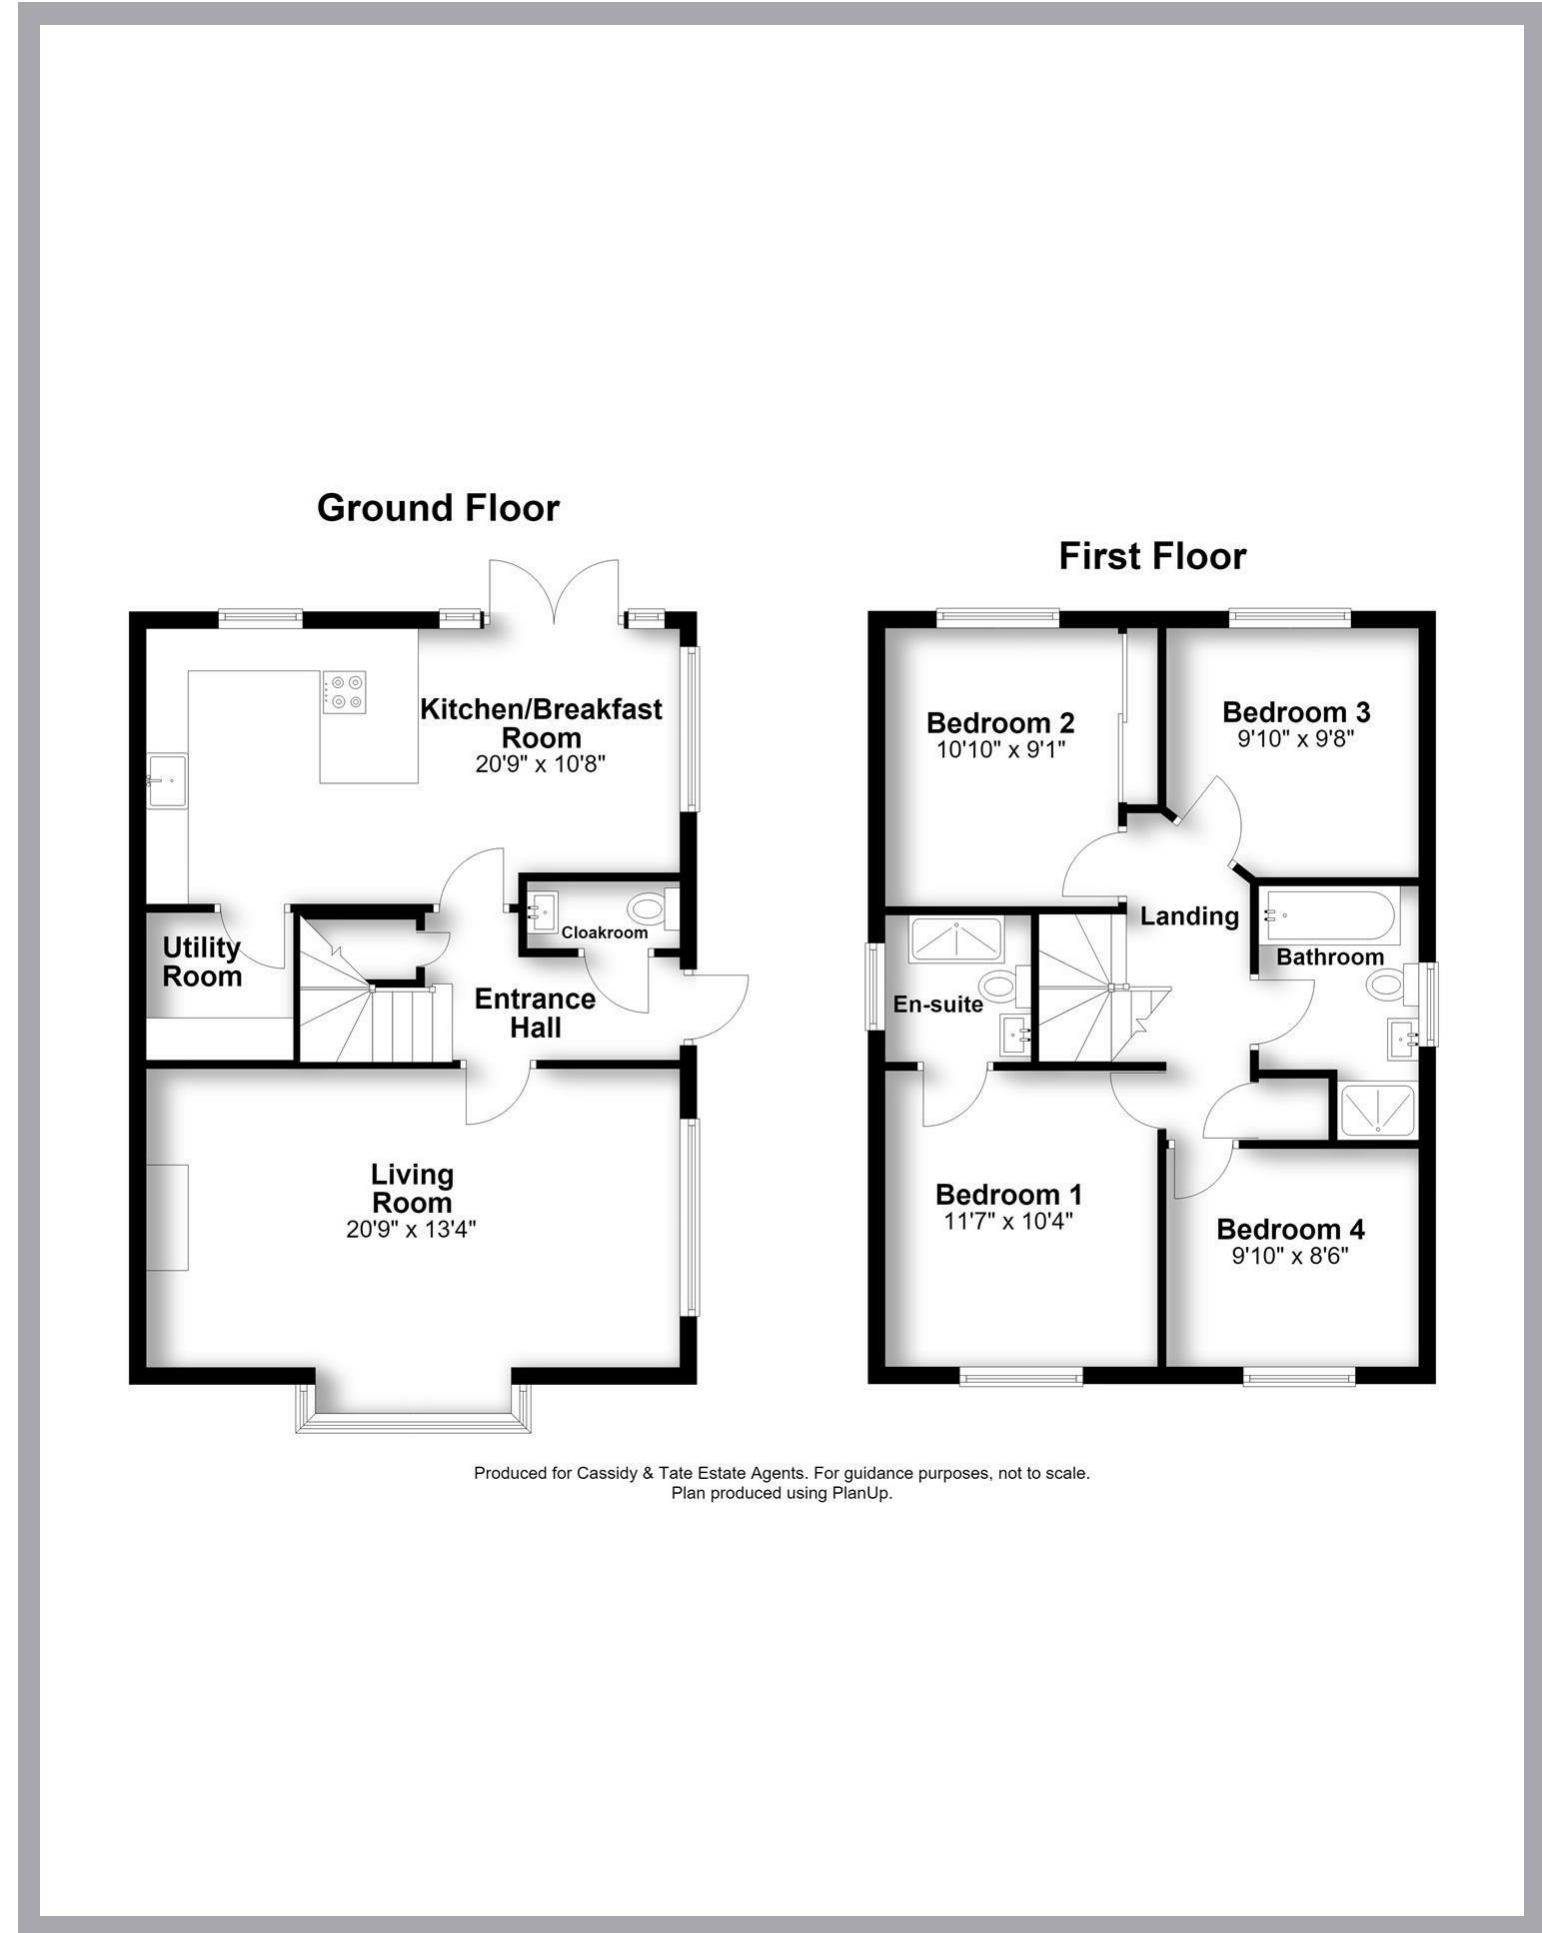 Ground Floor
First Floor
Kitchen/Breakfast
Room
20'9" x 10'8"
Utility
Room
Cloakroom
Entrance
Hall
Living
Room
20'9" x 13'4"
Bedroom 2
10'10" x 9'1"
Bedroom 3
9'10" x 9'8"
Landing
Bathroom
En-suite
Bedroom 1
11'7" x 10'4"
Bedroom 4
9'10" x 8'6"
Produced for Cassidy & Tate Estate Agents. For guidance purposes, not to scale.
Plan produced using PlanUp.